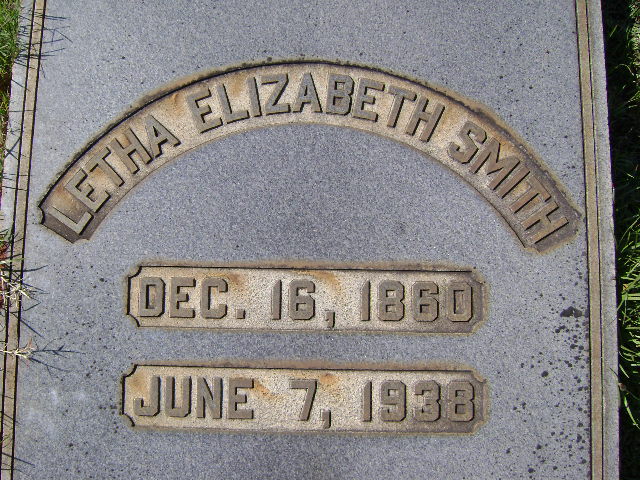 LETHA ELIZABETH SMITH
DEC. 16, 1860
JUNE 7, 1938